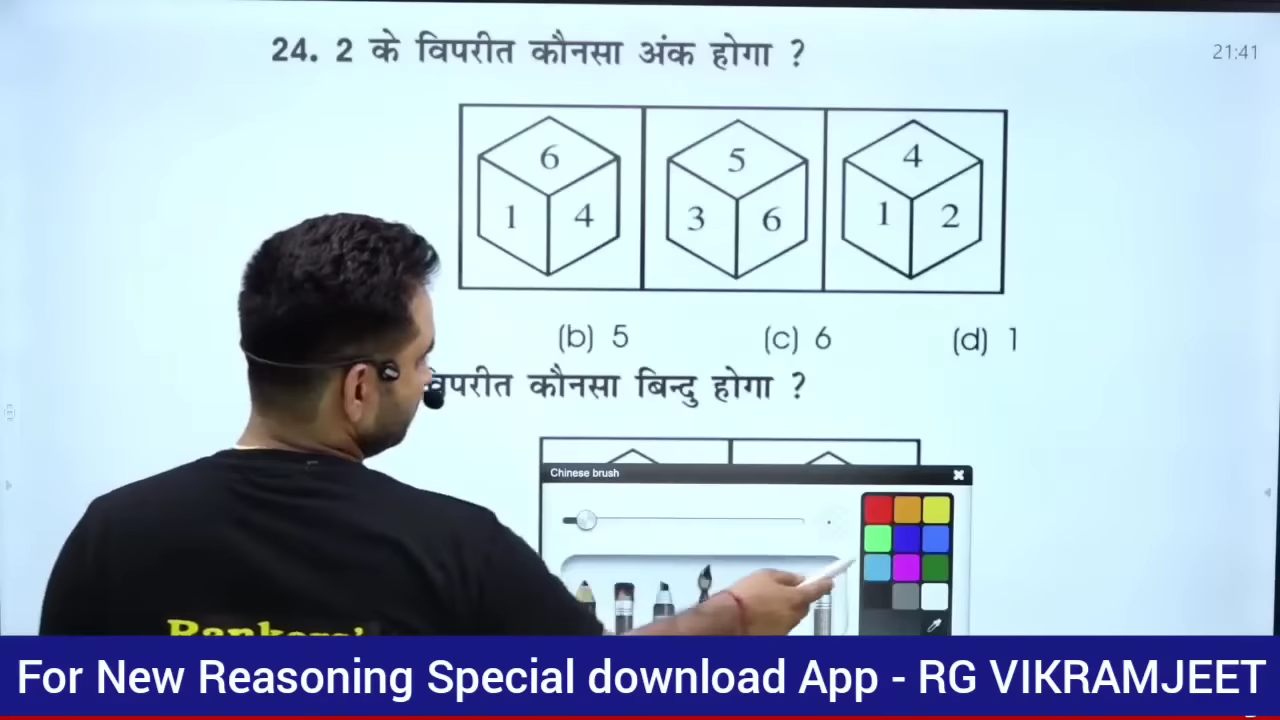 24. 2 के विपरीत कौनसा अंक होगा ?
21:41
6
1 4
5
3 6
4
1 2
(b) 5 (c) 6 (d) 1
विपरीत कौनसा बिन्दु होगा ?
Chinese brush
Rankers'
For New Reasoning Special download App - RG VIKRAMJEET